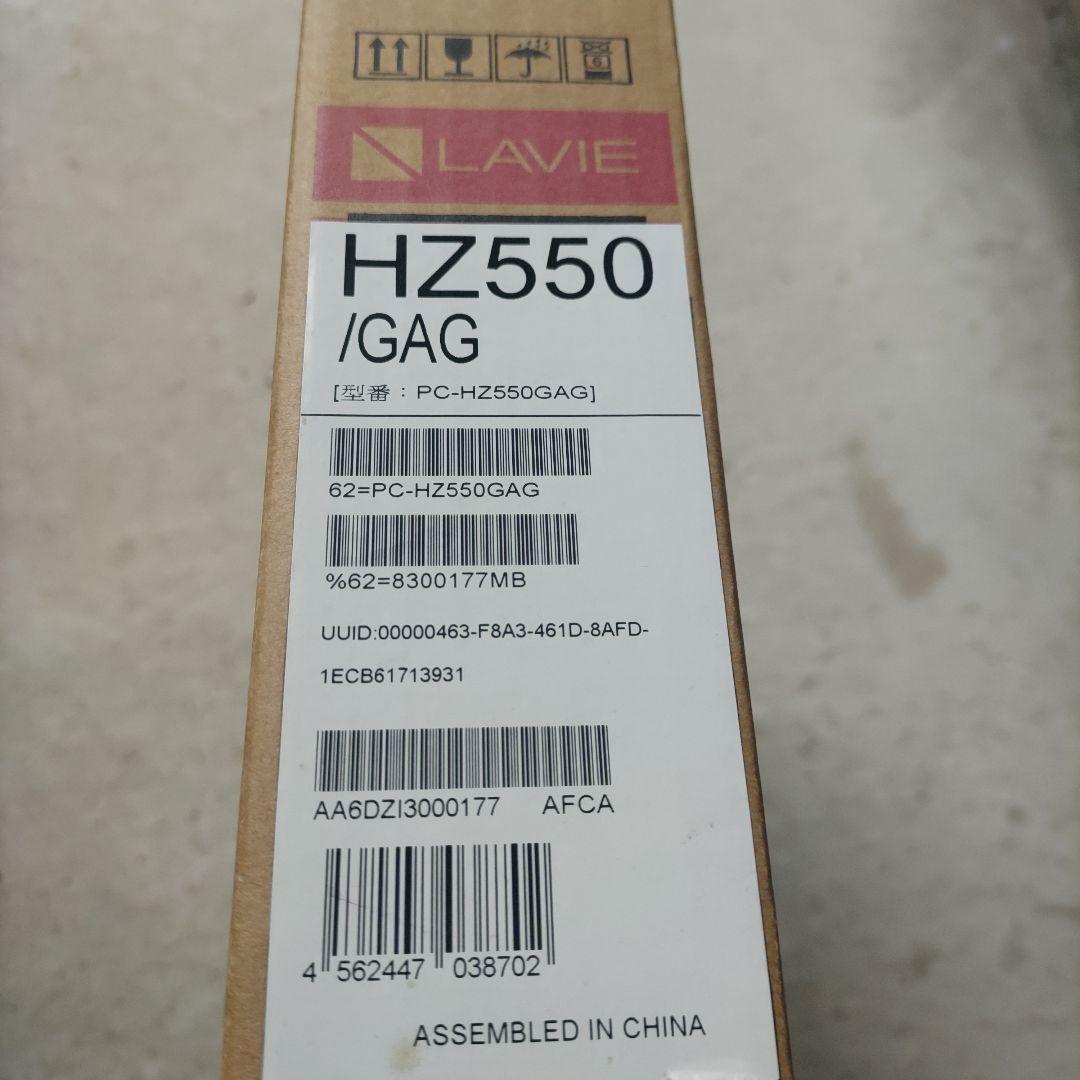 6
LAVIE
HZ550
/GAG
[型番：PC-HZ550GAG]
62=PC-HZ550GAG
%62=8300177MB
UUID:00000463-F8A3-461D-8AFD-
1ECB61713931
AA6DZI3000177 AFCA
4 562447 038702
ASSEMBLED IN CHINA